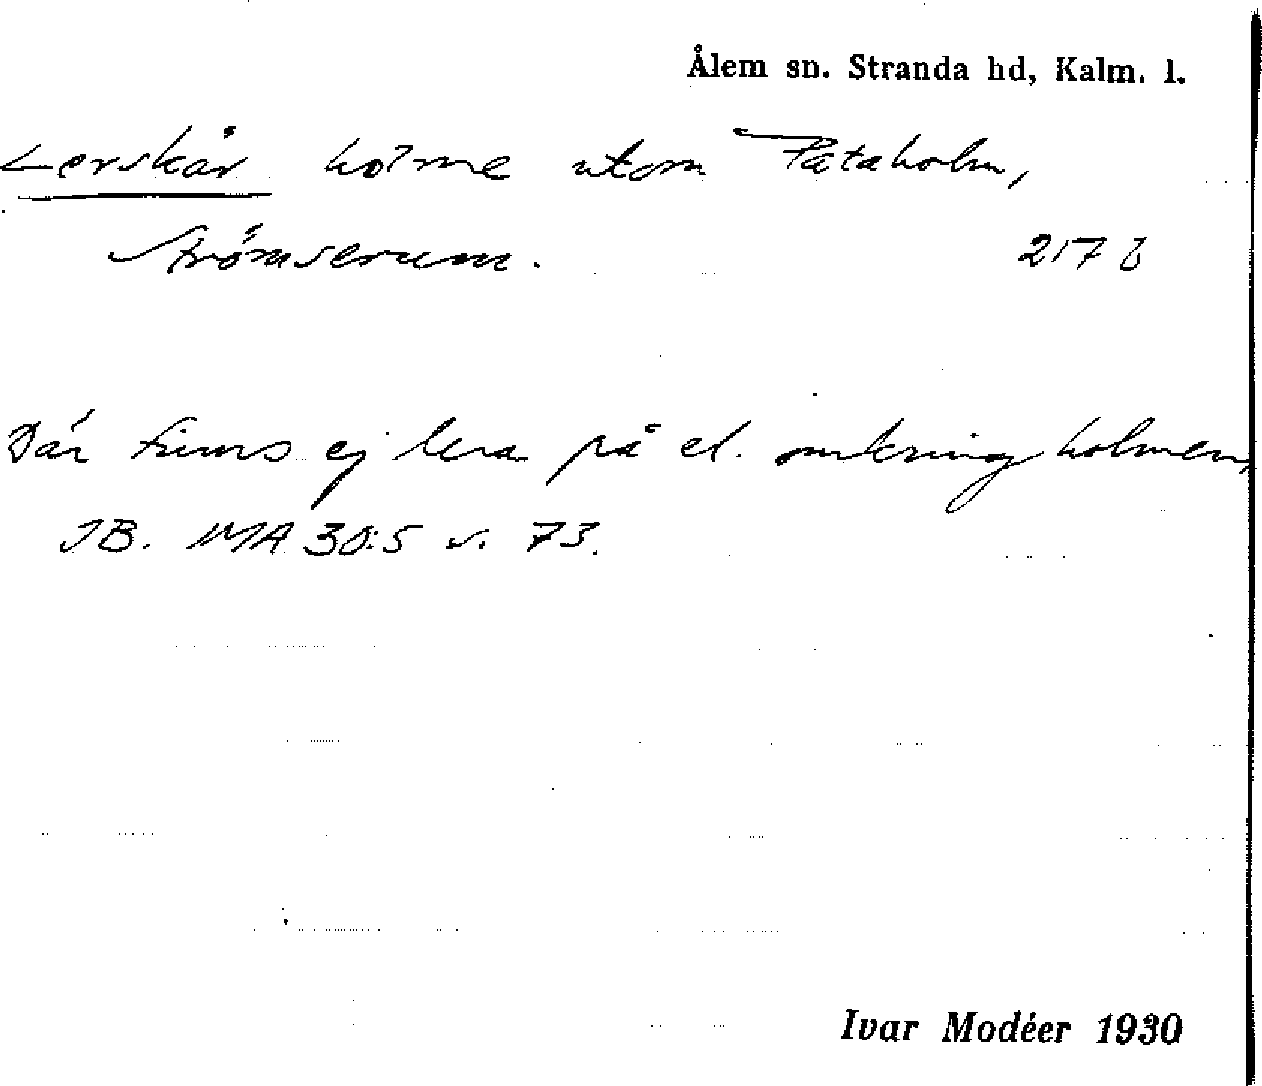 Ålem sn. Stranda hd, Kalm. l.
Lerskär holme utom Pataholm,
Strömserum. 217 b
Där finns ej lera på el. omkring holmen,
JB. IMA 30:5 s. 73.
Ivar Modéer 1930